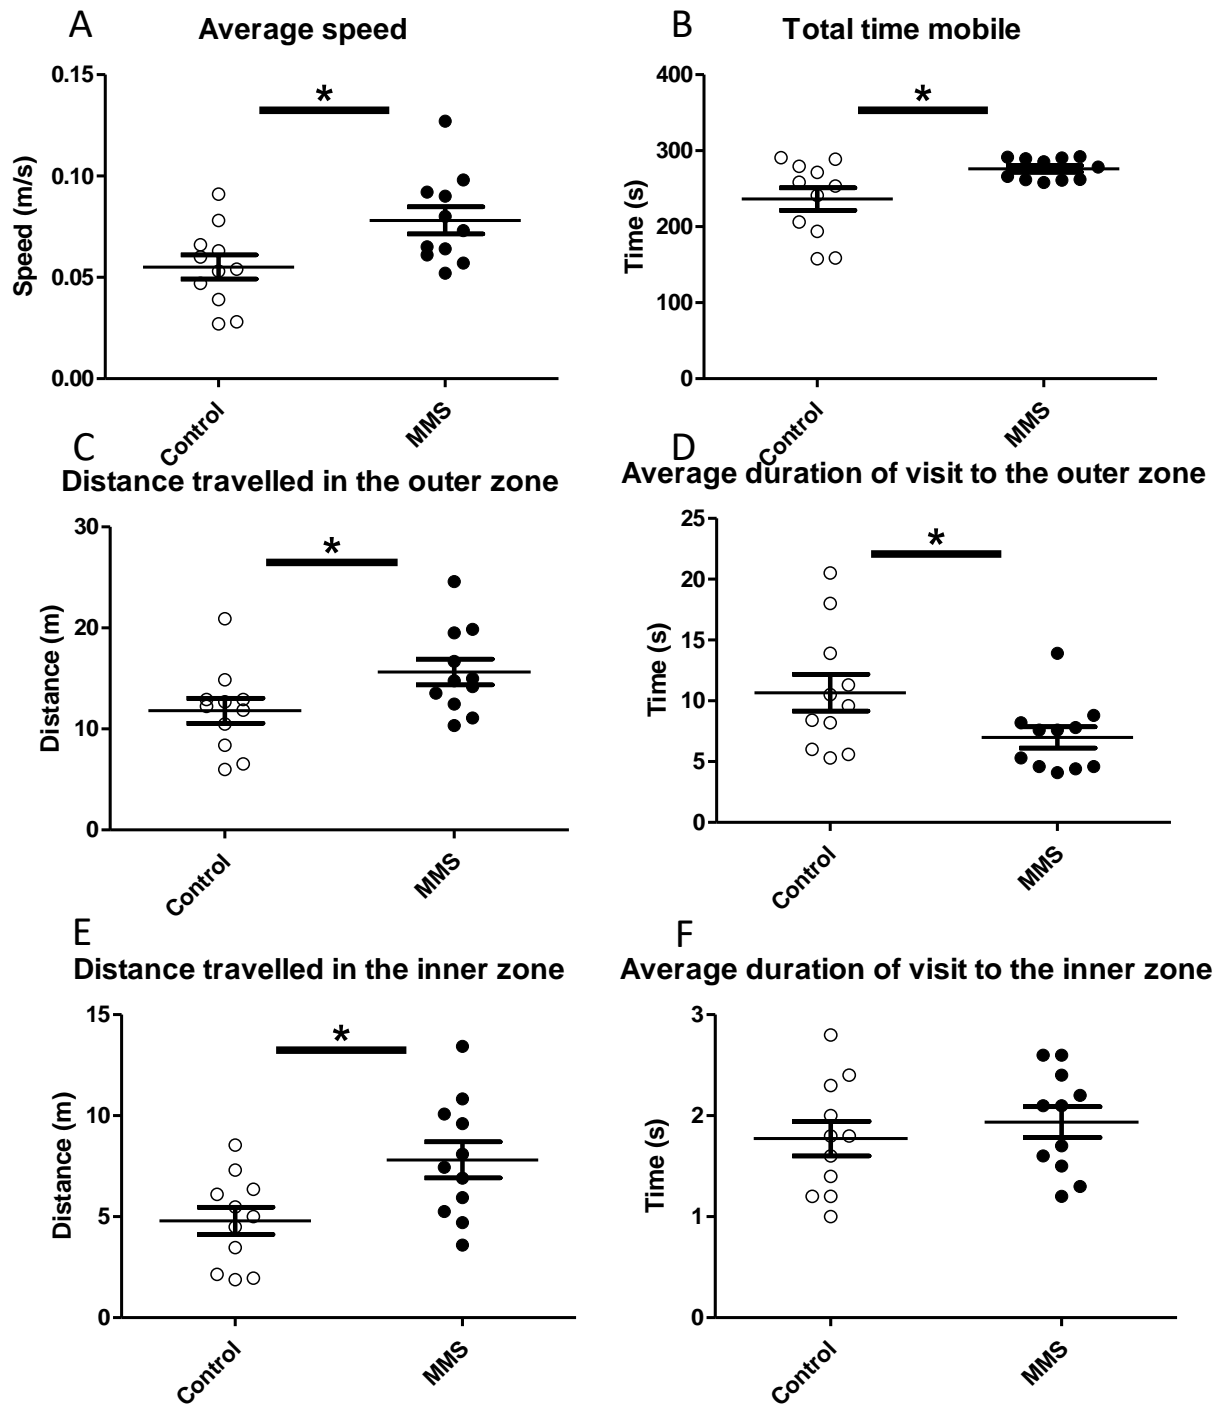 A
Average speed
0.15
0.10
0.05
0.00
Speed (m/s)
*
Control
MMS
B
Total time mobile
400
300
200
100
0
Time (s)
*
Control
MMS
C
Distance travelled in the outer zone
30
20
10
0
Distance (m)
*
Control
MMS
D
Average duration of visit to the outer zone
25
20
15
10
5
0
Time (s)
*
Control
MMS
E
Distance travelled in the inner zone
15
10
5
0
Distance (m)
*
Control
MMS
F
Average duration of visit to the inner zone
3
2
1
0
Time (s)
Control
MMS